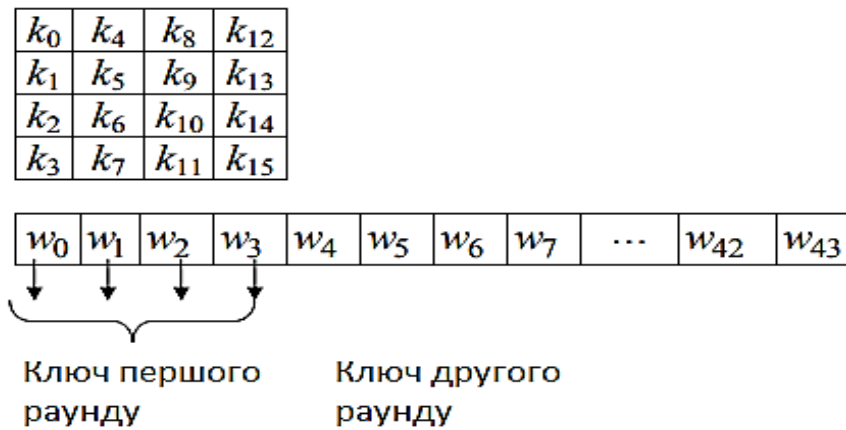 k₀ k₄ k₈ k₁₂
k₁ k₅ k₉ k₁₃
k₂ k₆ k₁₀ k₁₄
k₃ k₇ k₁₁ k₁₅
w₀ w₁ w₂ w₃ w₄ w₅ w₆ w₇ ... w₄₂ w₄₃
Ключ першого Ключ другого
раунду раунду